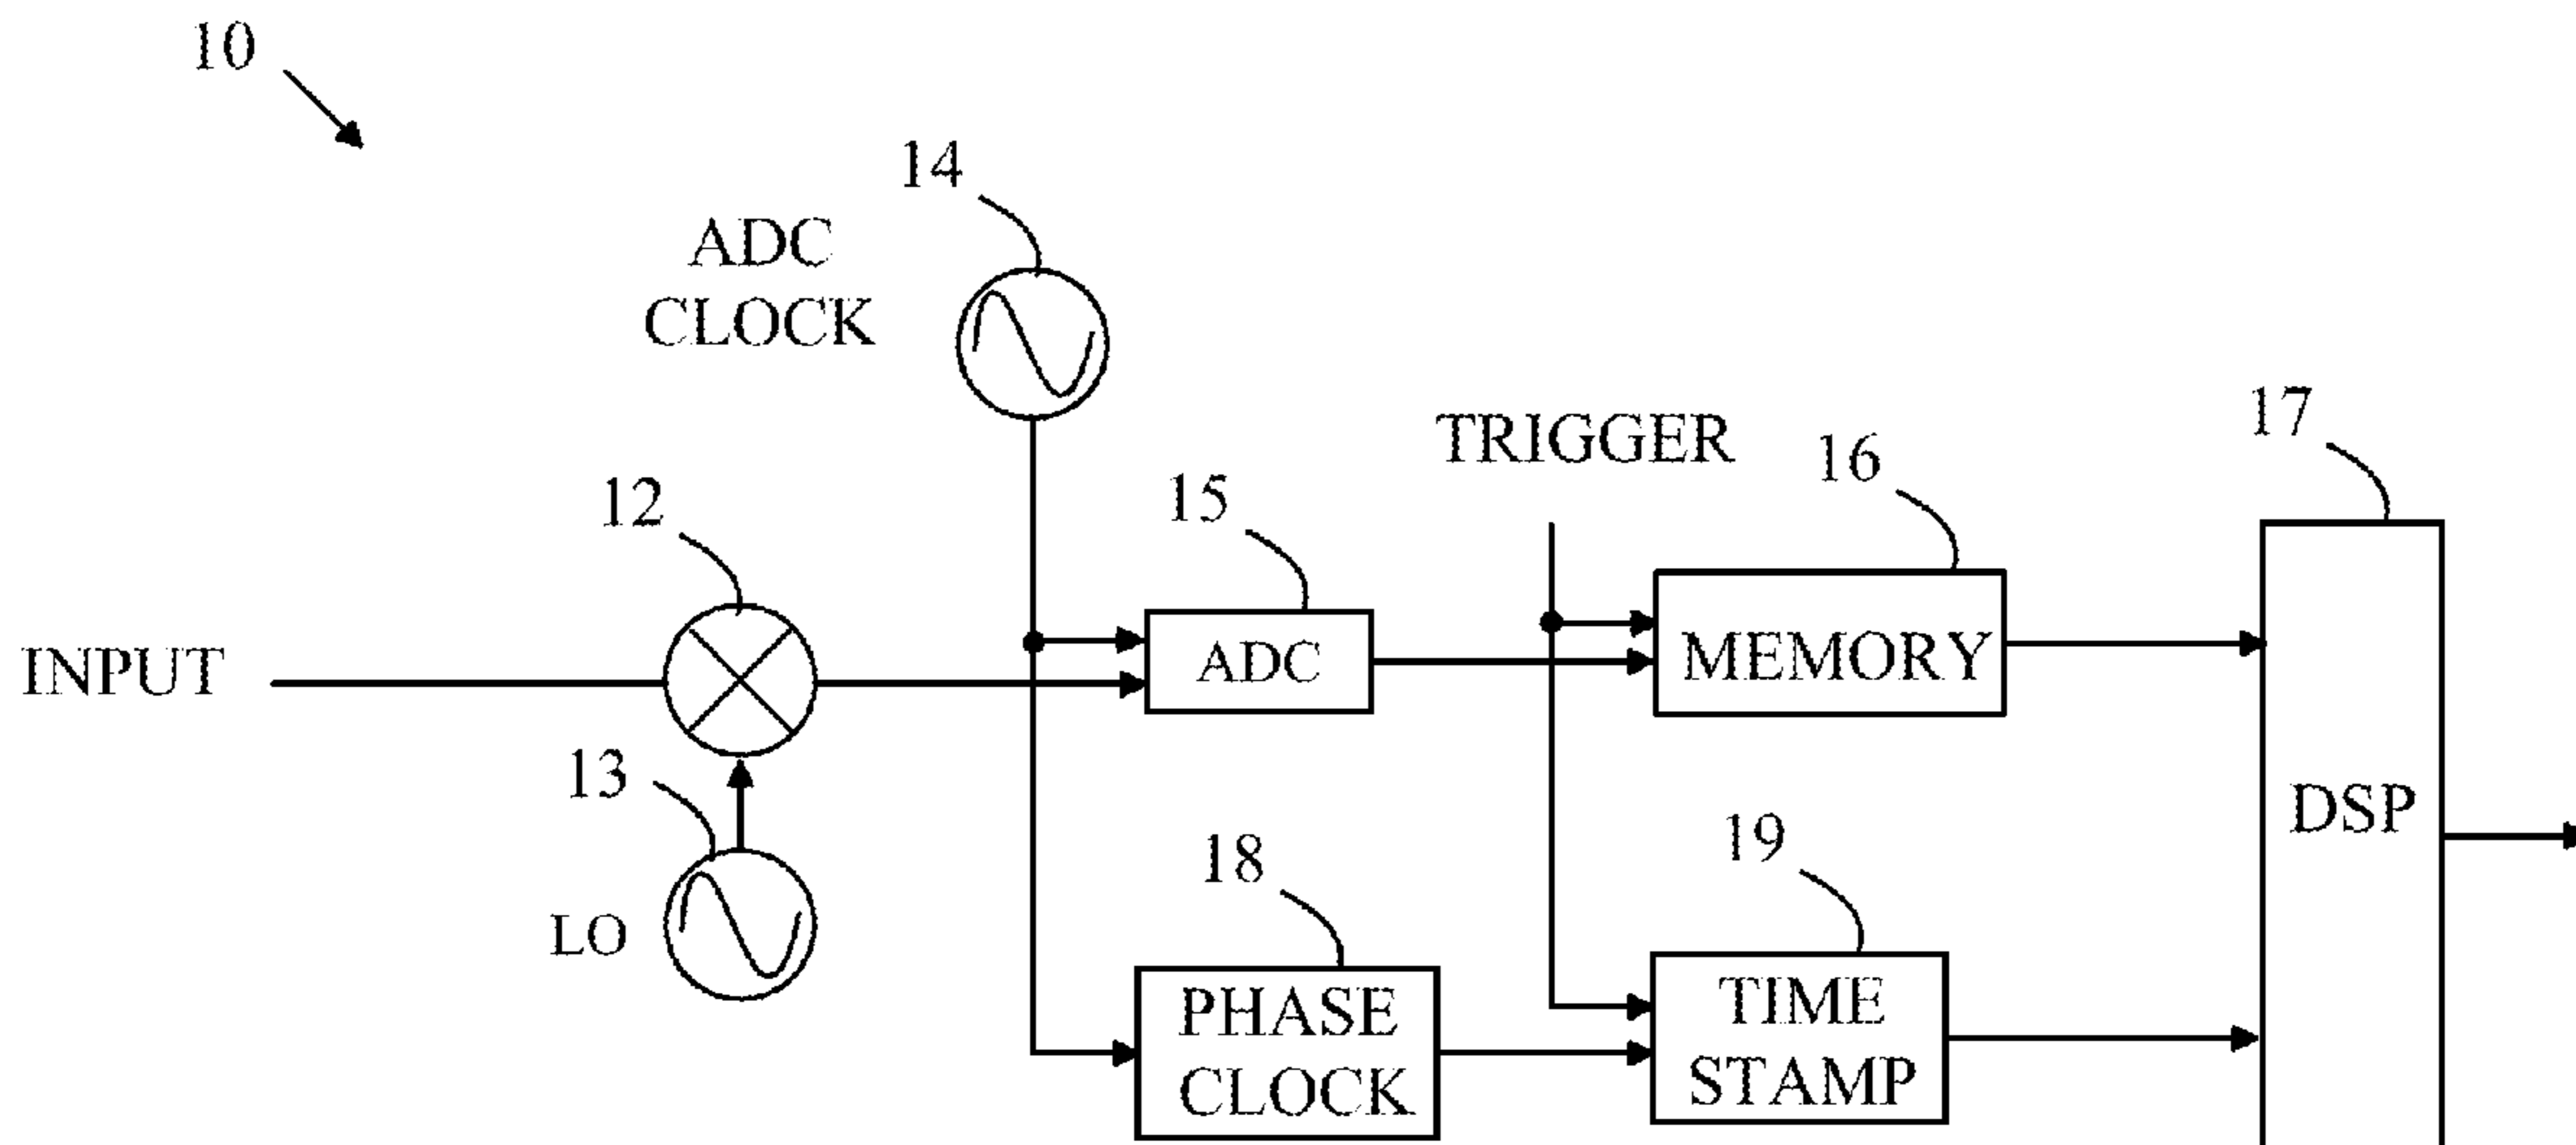 10
14
ADC
CLOCK
TRIGGER
17
16
12
15
INPUT
ADC
MEMORY
13
DSP
18
19
LO
PHASE
CLOCK
TIME
STAMP